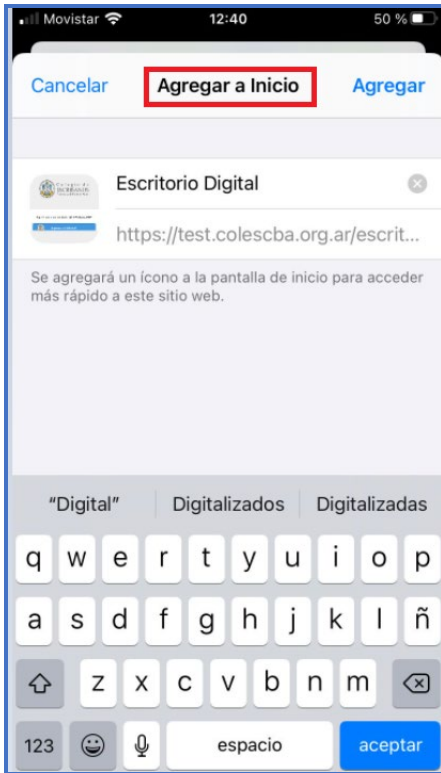 Movistar 12:40 50 %
Cancelar Agregar a Inicio Agregar
Escritorio Digital
https://test.colescba.org.ar/escrit...
Se agregará un ícono a la pantalla de inicio para acceder
más rápido a este sitio web.
“Digital” Digitalizados Digitalizadas
q w e r t y u i o p
a s d f g h j k l ñ
z x c v b n m
123 espacio aceptar